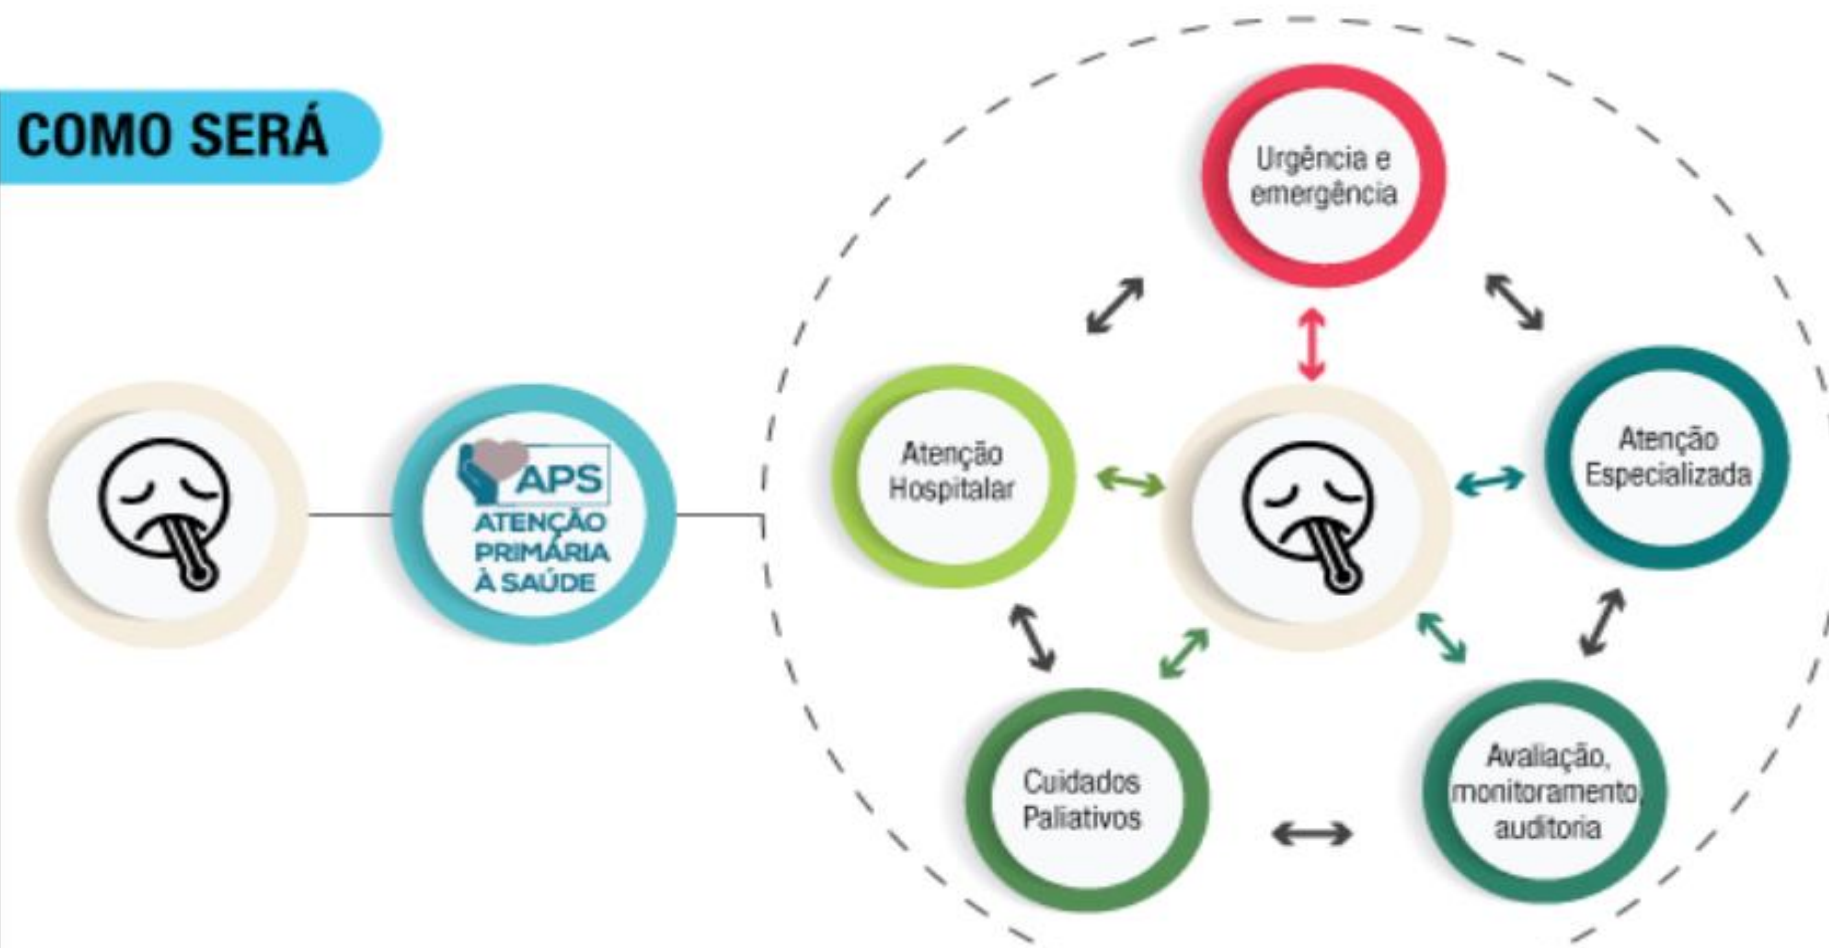 COMO SERÁ
Urgência e
emergência
Atenção
Hospitalar
Atenção
Especializada
APS
ATENÇÃO
PRIMÁRIA
À SAÚDE
Cuidados
Paliativos
Avaliação,
monitoramento,
auditoria